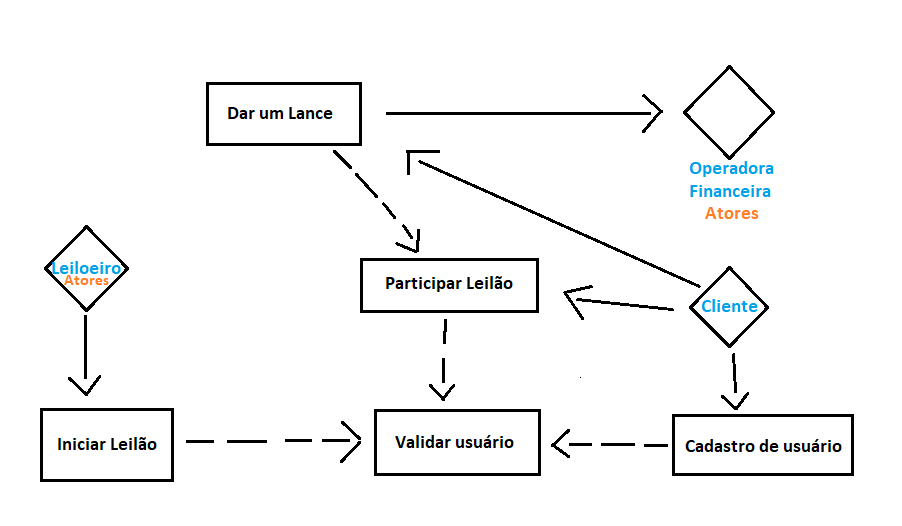 Dar um Lance
Operadora
Financeira
Atores
Leiloeiro
Atores
Participar Leilão
Cliente
Iniciar Leilão
Validar usuário
Cadastro de usuário